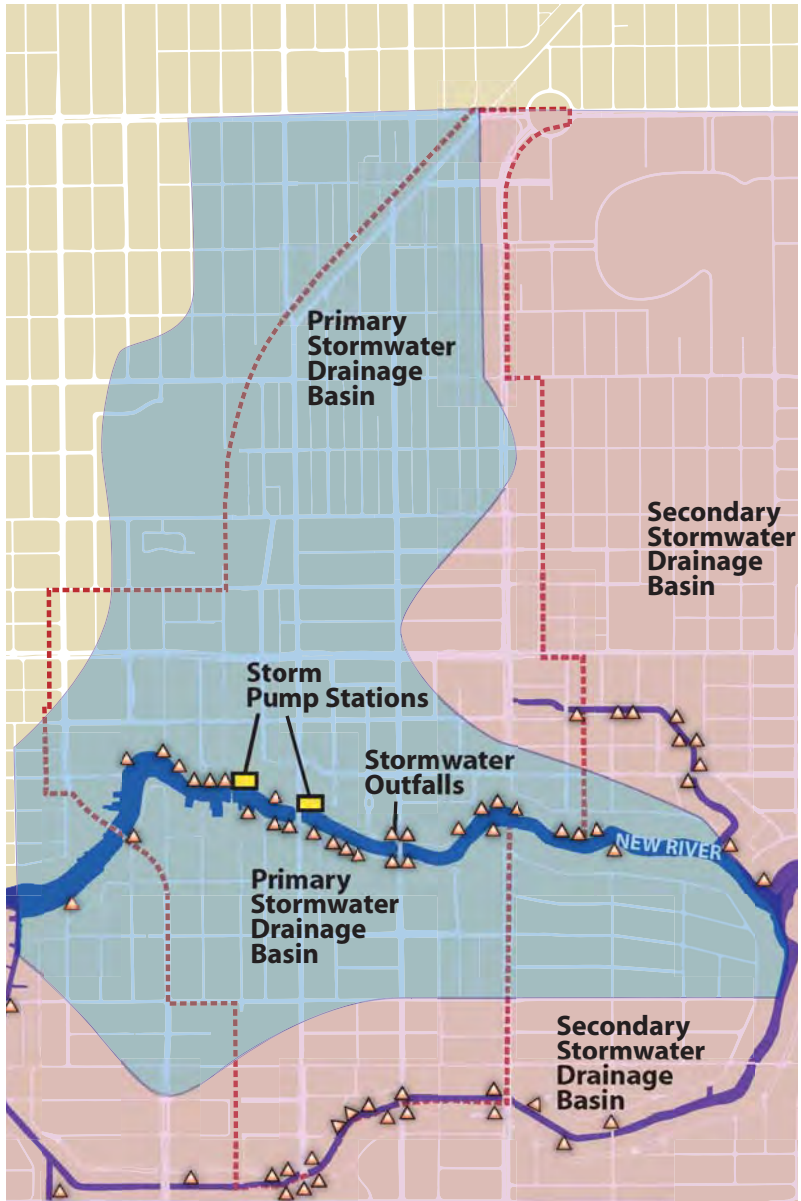 Primary
Stormwater
Drainage
Basin
Secondary
Stormwater
Drainage
Basin
Storm
Pump Stations
Stormwater
Outfalls
NEW RIVER
Primary
Stormwater
Drainage
Basin
Secondary
Stormwater
Drainage
Basin